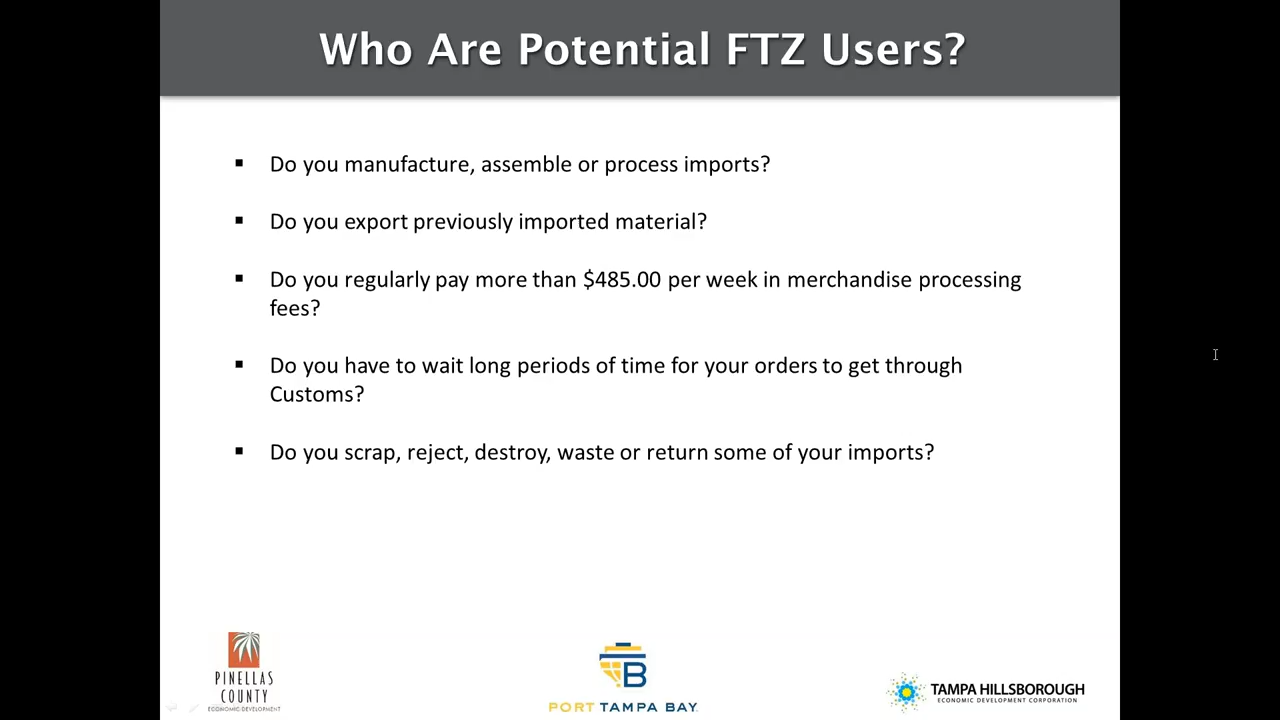 Who Are Potential FTZ Users?
▪ Do you manufacture, assemble or process imports?
▪ Do you export previously imported material?
▪ Do you regularly pay more than $485.00 per week in merchandise processing
fees?
▪ Do you have to wait long periods of time for your orders to get through
Customs?
▪ Do you scrap, reject, destroy, waste or return some of your imports?
PINELLAS
COUNTY
ECONOMIC DEVELOPMENT
B
PORT TAMPA BAY
TAMPA HILLSBOROUGH
ECONOMIC DEVELOPMENT CORPORATION